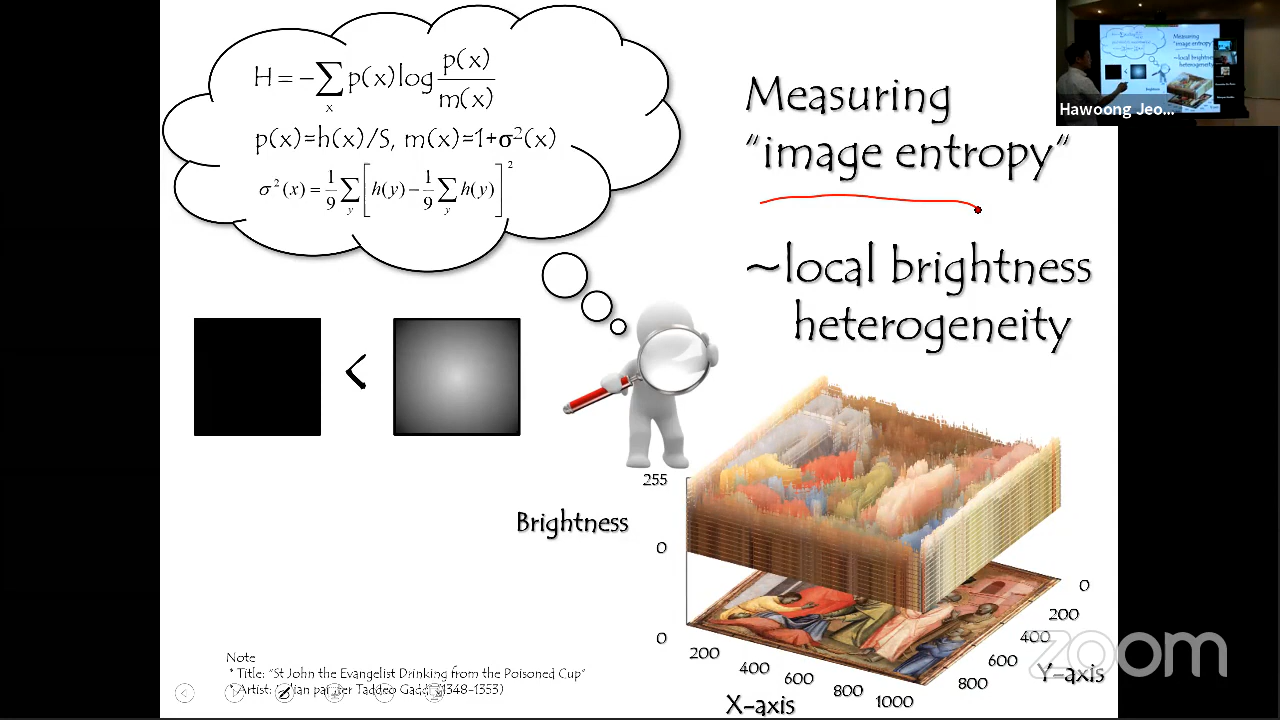 H = −∑ p(x) log p(x)/m(x)
x
p(x)=h(x)/S, m(x)=1+σ²(x)
σ²(x) = 1/9 ∑ [h(y) − 1/9 ∑ h(y)]²
y y
Measuring
“image entropy“
~local brightness
heterogeneity
<
Hawoong Jeo...
255
Brightness
0
0
200
400
600
800
1000
X-axis
0
200
400
600
800
Y-axis
Note
* Title: “St John the Evangelist Drinking from the Poisoned Cup”
Taddeo Gaddi (1348-1353)
zoom